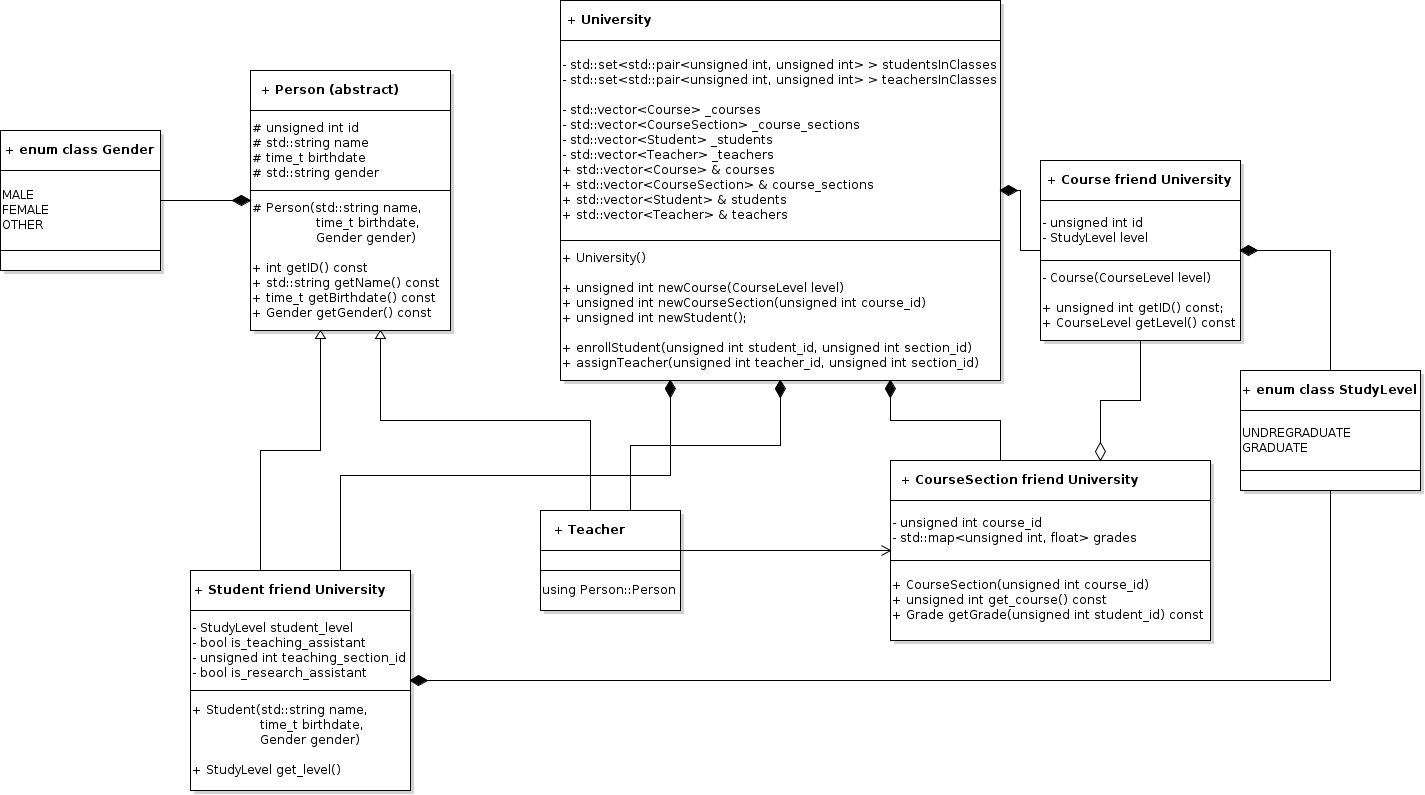 + University
- std::set<std::pair<unsigned int, unsigned int> > studentsInClasses
- std::set<std::pair<unsigned int, unsigned int> > teachersInClasses
- std::vector<Course> _courses
- std::vector<CourseSection> _course_sections
- std::vector<Student> _students
- std::vector<Teacher> _teachers
+ std::vector<Course> & courses
+ std::vector<CourseSection> & course_sections
+ std::vector<Student> & students
+ std::vector<Teacher> & teachers
+ University()
+ unsigned int newCourse(CourseLevel level)
+ unsigned int newCourseSection(unsigned int course_id)
+ unsigned int newStudent();
+ enrollStudent(unsigned int student_id, unsigned int section_id)
+ assignTeacher(unsigned int teacher_id, unsigned int section_id)
+ Person (abstract)
# unsigned int id
# std::string name
# time_t birthdate
# std::string gender
# Person(std::string name,
time_t birthdate,
Gender gender)
+ int getID() const
+ std::string getName() const
+ time_t getBirthdate() const
+ Gender getGender() const
+ enum class Gender
MALE
FEMALE
OTHER
+ Course friend University
- unsigned int id
- StudyLevel level
- Course(CourseLevel level)
+ unsigned int getID() const;
+ CourseLevel getLevel() const
+ enum class StudyLevel
UNDREGRADUATE
GRADUATE
+ CourseSection friend University
- unsigned int course_id
- std::map<unsigned int, float> grades
+ CourseSection(unsigned int course_id)
+ unsigned int get_course() const
+ Grade getGrade(unsigned int student_id) const
+ Teacher
using Person::Person
+ Student friend University
- StudyLevel student_level
- bool is_teaching_assistant
- unsigned int teaching_section_id
- bool is_research_assistant
+ Student(std::string name,
time_t birthdate,
Gender gender)
+ StudyLevel get_level()